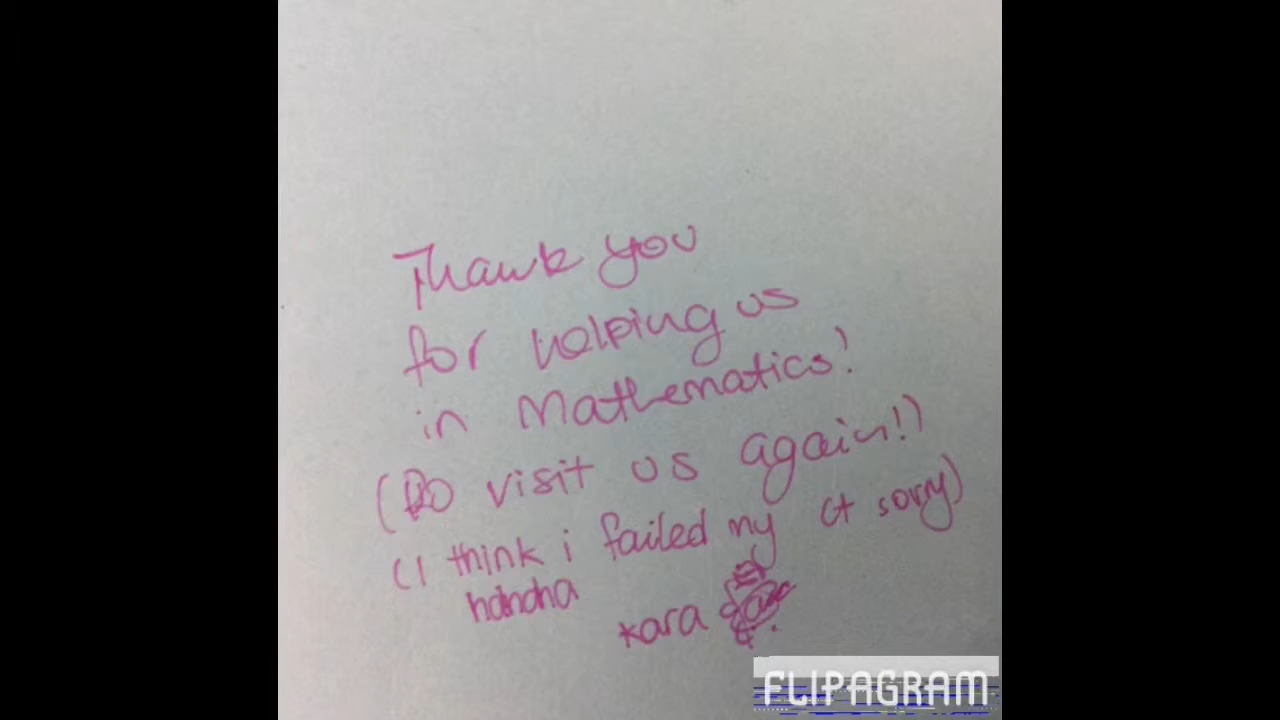 Thank you
for helping us
in Mathematics!
(Do visit us again!!)
(I think i failed my ct sorry)
hahaha
kara
FLIPAGRAM